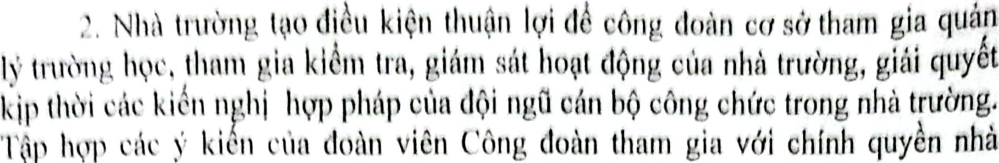 2. Nhà trường tạo điều kiện thuận lợi để công đoàn cơ sở tham gia quản
lý trường học, tham gia kiểm tra, giám sát hoạt động của nhà trường, giải quyết
kịp thời các kiến nghị hợp pháp của đội ngũ cán bộ công chức trong nhà trường.
Tập hợp các ý kiến của đoàn viên Công đoàn tham gia với chính quyền nhà